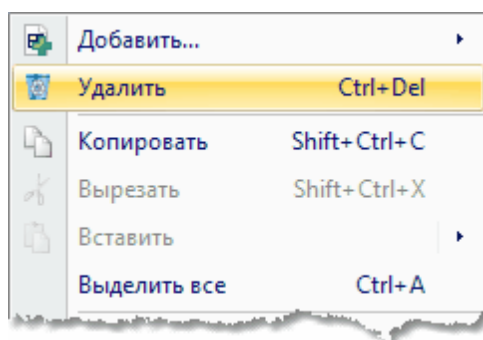 Добавить...
Удалить Ctrl+Del
Копировать Shift+Ctrl+C
Вырезать Shift+Ctrl+X
Вставить
Выделить все Ctrl+A